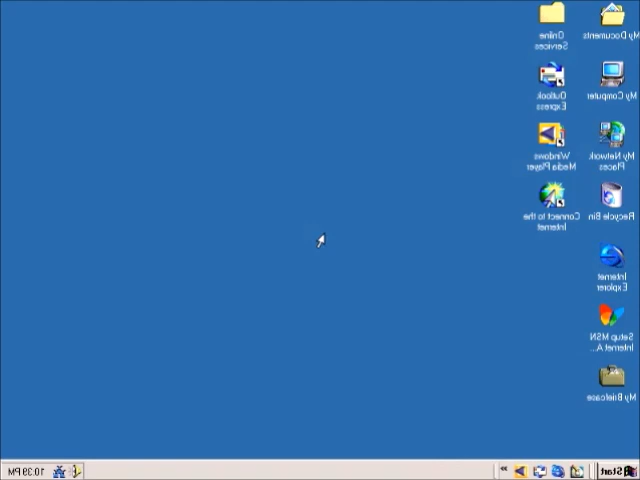 My Documents
My Computer
My Network
Places
Recycle Bin
Internet
Explorer
Setup MSN
Internet A...
My Briefcase
Online
Services
Outlook
Express
Windows
Media Player
Connect to the
Internet
Start
»
10:39 PM